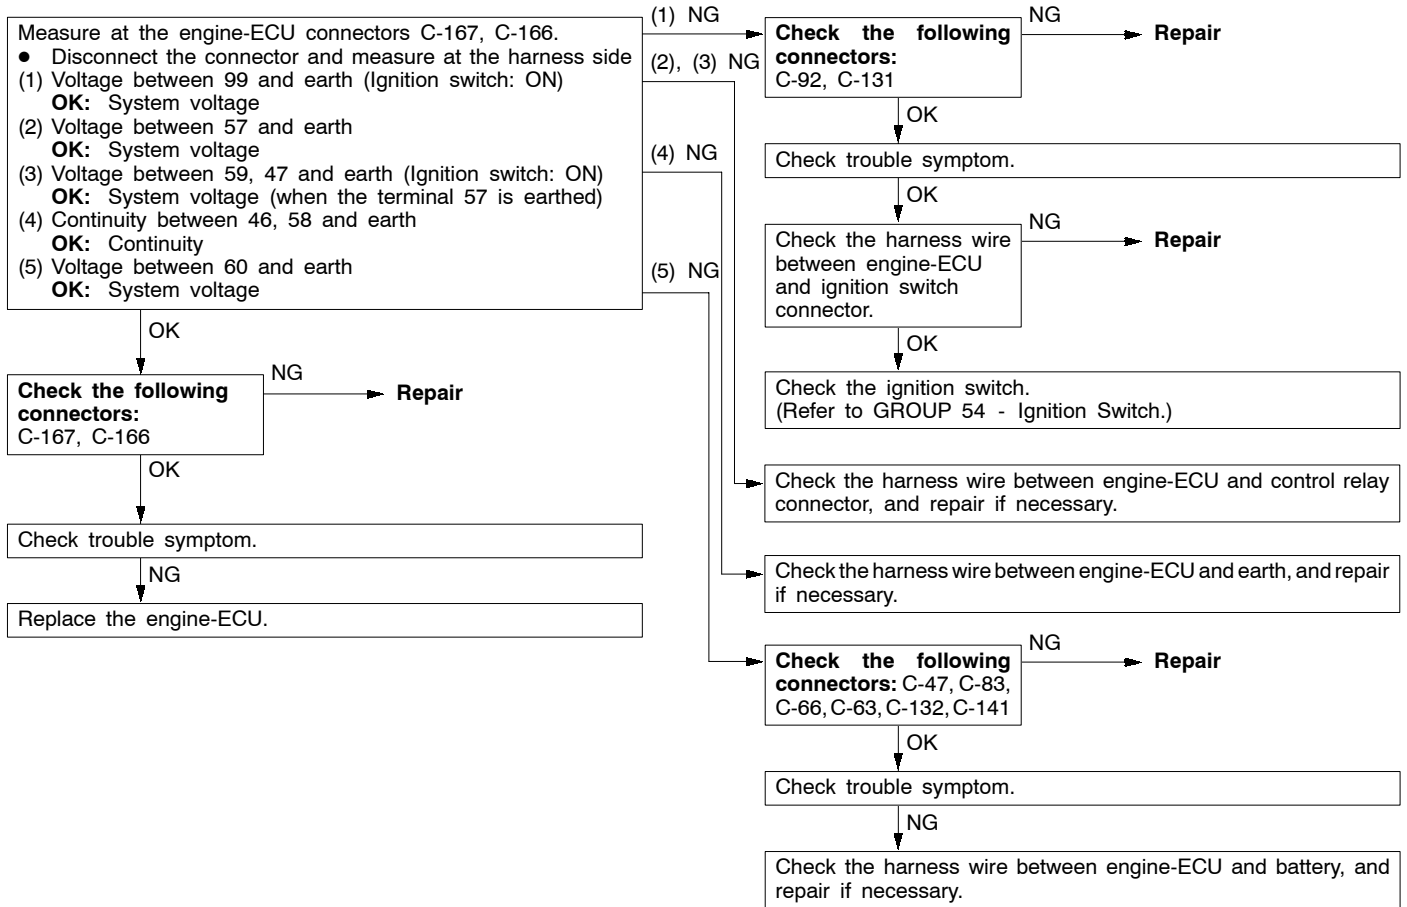 Measure at the engine-ECU connectors C-167, C-166.
● Disconnect the connector and measure at the harness side
(1) Voltage between 99 and earth (Ignition switch: ON)
OK: System voltage
(2) Voltage between 57 and earth
OK: System voltage
(3) Voltage between 59, 47 and earth (Ignition switch: ON)
OK: System voltage (when the terminal 57 is earthed)
(4) Continuity between 46, 58 and earth
OK: Continuity
(5) Voltage between 60 and earth
OK: System voltage
OK
Check the following
connectors:
C-167, C-166
NG
Repair
OK
Check trouble symptom.
NG
Replace the engine-ECU.
(1) NG
Check the following
connectors:
C-92, C-131
NG
Repair
OK
Check trouble symptom.
OK
Check the harness wire
between engine-ECU
and ignition switch
connector.
NG
Repair
OK
Check the ignition switch.
(Refer to GROUP 54 - Ignition Switch.)
(2), (3) NG
Check the harness wire between engine-ECU and control relay
connector, and repair if necessary.
(4) NG
Check the harness wire between engine-ECU and earth, and repair
if necessary.
(5) NG
Check the following
connectors: C-47, C-83,
C-66, C-63, C-132, C-141
NG
Repair
OK
Check trouble symptom.
NG
Check the harness wire between engine-ECU and battery, and
repair if necessary.